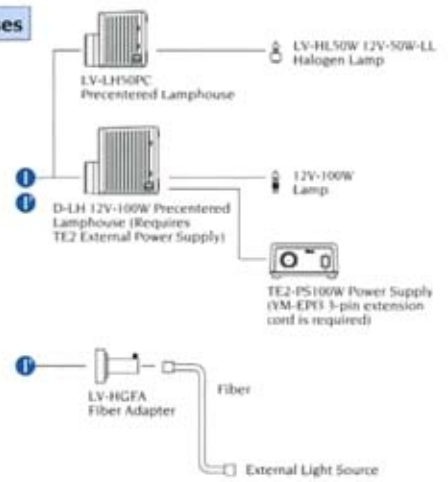 ses
LV-HL50W 12V-50W-LL
Halogen Lamp
LV-LH50PC
Precentered Lamphouse
12V-100W
Lamp
D-LH 12V-100W Precentered
Lamphouse (Requires
TE2 External Power Supply)
TE2-PS100W Power Supply
(YM-EPI3 3-pin extension
cord is required)
LV-HGFA
Fiber Adapter
Fiber
External Light Source